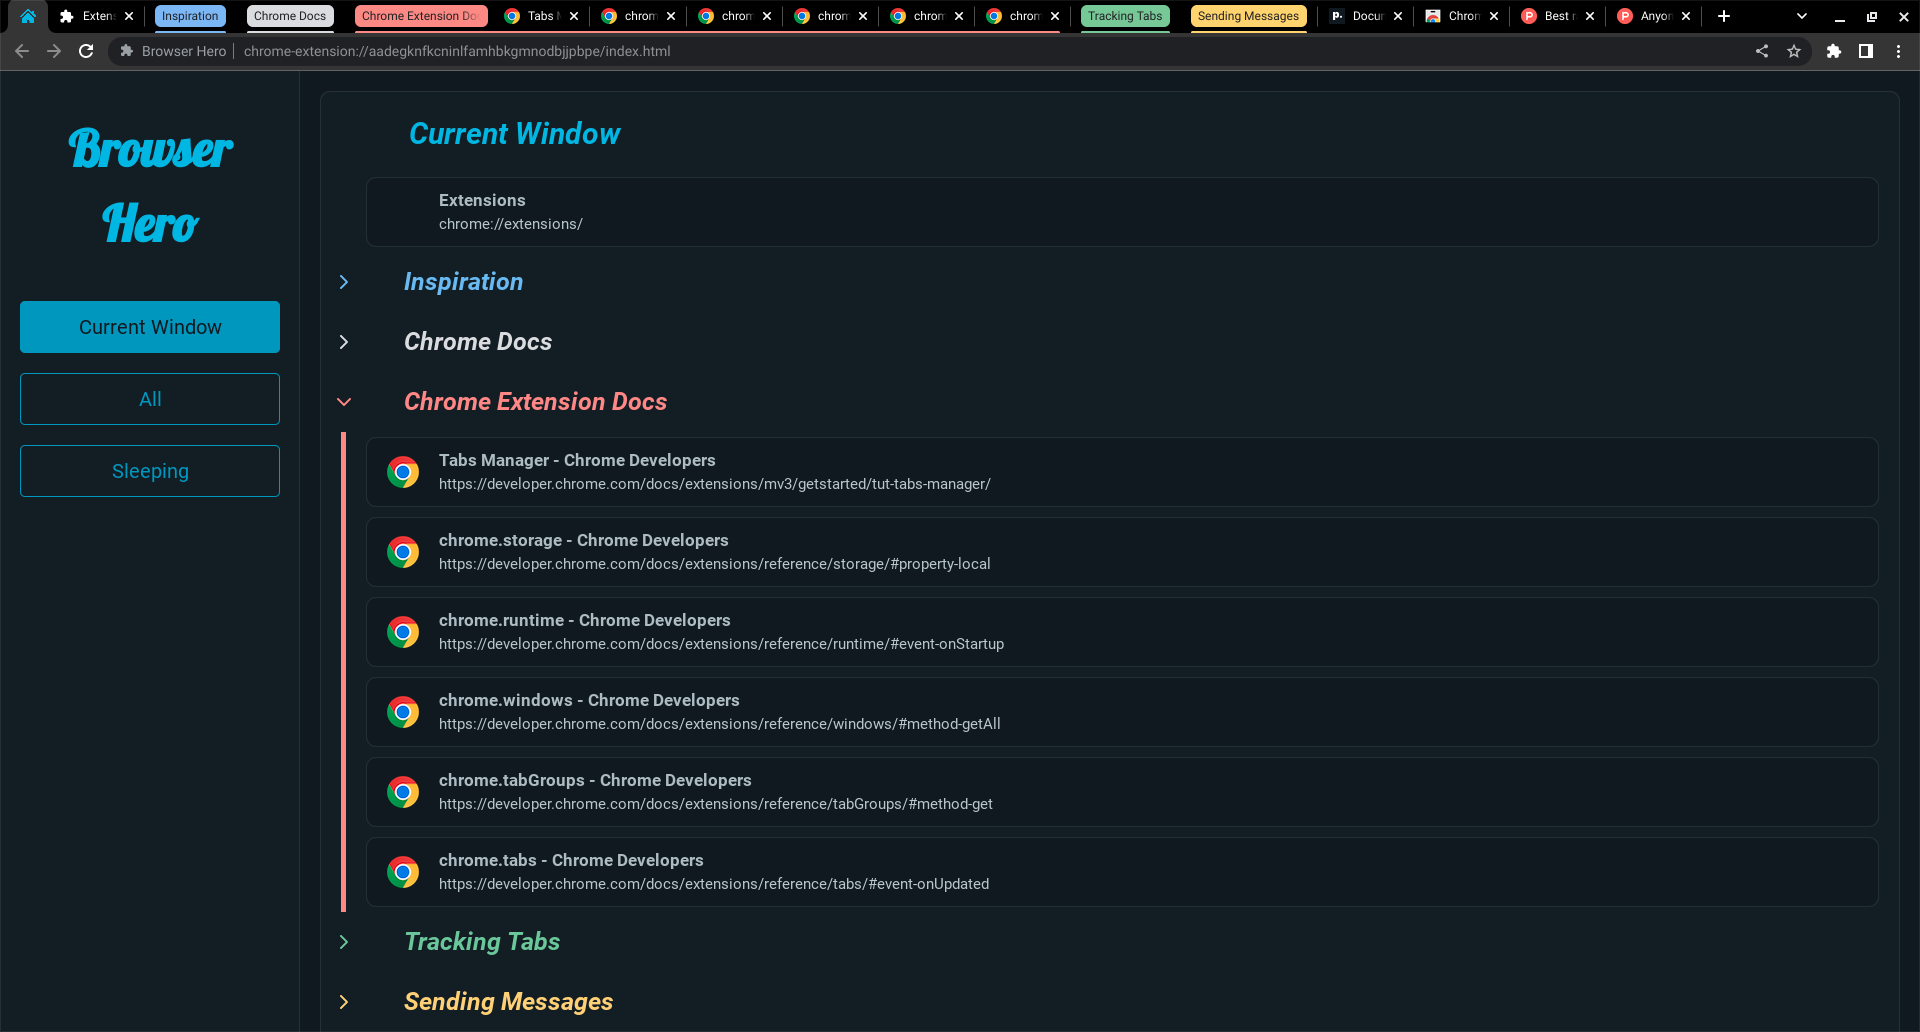 Exten
Inspiration
Chrome Docs
Chrome Extension Do
Tabs
chrom
chrom
chrom
chrom
chrom
Tracking Tabs
Sending Messages
Docu
Chron
Best
Anyo
Browser Hero
chrome-extension://aadegknfkcninlfamhbkgmnodbjjpbpe/index.html
Browser
Hero
Current Window
All
Sleeping
Current Window
Extensions
chrome://extensions/
Inspiration
Chrome Docs
Chrome Extension Docs
Tabs Manager - Chrome Developers
https://developer.chrome.com/docs/extensions/mv3/getstarted/tut-tabs-manager/
chrome.storage - Chrome Developers
https://developer.chrome.com/docs/extensions/reference/storage/#property-local
chrome.runtime - Chrome Developers
https://developer.chrome.com/docs/extensions/reference/runtime/#event-onStartup
chrome.windows - Chrome Developers
https://developer.chrome.com/docs/extensions/reference/windows/#method-getAll
chrome.tabGroups - Chrome Developers
https://developer.chrome.com/docs/extensions/reference/tabGroups/#method-get
chrome.tabs - Chrome Developers
https://developer.chrome.com/docs/extensions/reference/tabs/#event-onUpdated
Tracking Tabs
Sending Messages